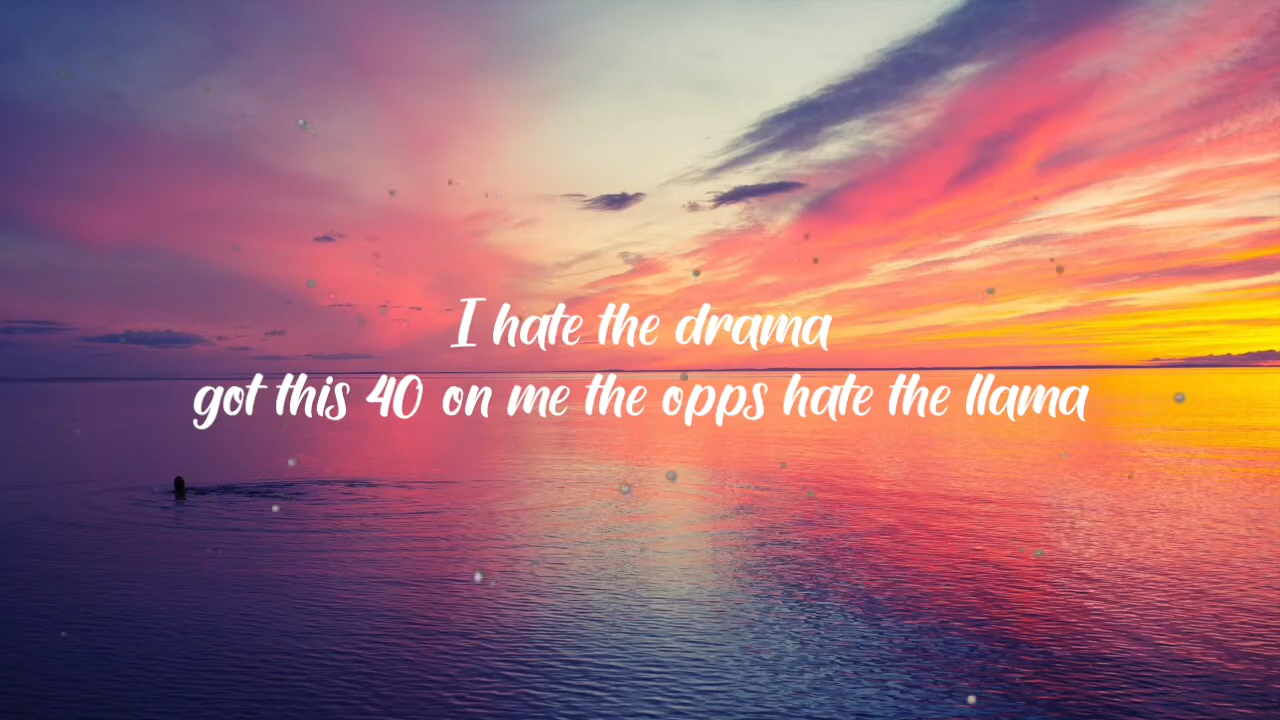 I hate the drama
got this 40 on me the opps hate the llama